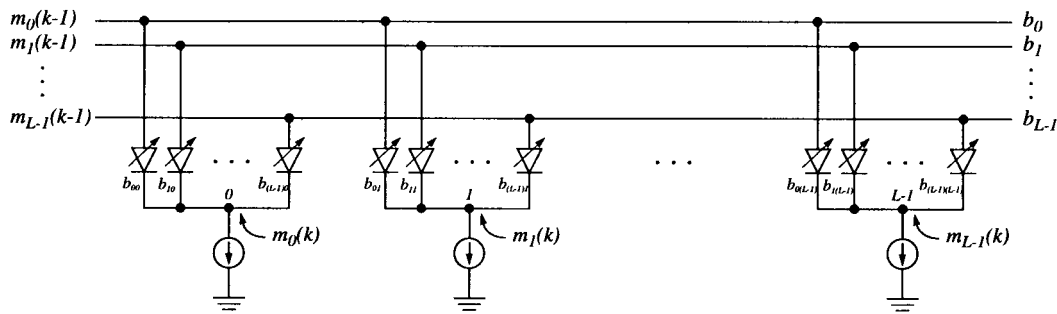 m0(k-1) b0
m1(k-1) b1
. . . . . .
mL-1(k-1) bL-1
. . . . . . . . . . . .
b00 b10 b(L-1)0 b01 b11 b(L-1)1 b0(L-1) b1(L-1) b(L-1)(L-1)
0 1 L-1
m0(k) m1(k) mL-1(k)